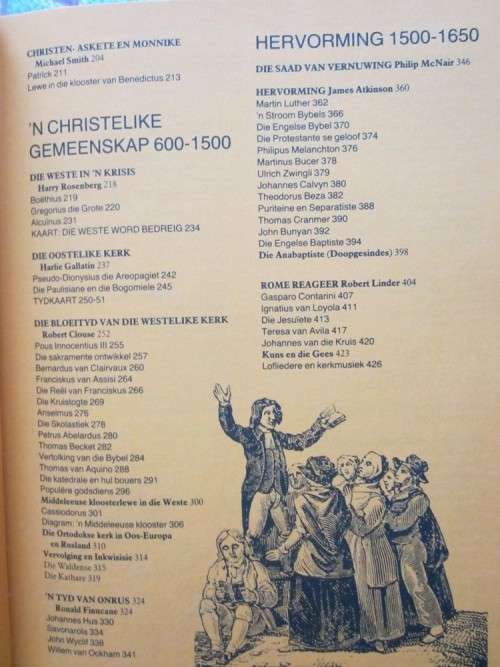 CHRISTEN- ASKETE EN MONNIKE
Michael Smith 204
Patrick 211
Lewe in die klooster van Benedictus 213
'N CHRISTELIKE
GEMEENSKAP 600-1500
DIE WESTE IN 'N KRISIS
Harry Rosenberg 218
Boëthius 219
Gregorius die Grote 220
Alcuïnus 231
KAART: DIE WESTE WORD BEDREIG 234
DIE OOSTELIKE KERK
Harlie Gallatin 237
Pseudo-Dionysius die Areopagiet 242
Die Paulisiane en die Bogomiele 245
TYDKAART 250-51
DIE BLOEITYD VAN DIE WESTELIKE KERK
Robert Clouse 252
Pous Innocentius III 255
Die sakramente ontwikkel 257
Bernardus van Clairvaux 260
Franciskus van Assisi 264
Die Reël van Franciskus 266
Die Kruistogte 269
Anselmus 276
Die Skolastiek 278
Petrus Abelardus 280
Thomas Becket 282
Vertolking van die Bybel 284
Thomas van Aquino 288
Die katedrale en hul bouers 291
Populêre godsdiens 296
Middeleeuse kloosterlewe in die Weste 300
Cassiodorus 301
Diagram: 'n Middeleeuse klooster 306
Die Ortodokse kerk in Oos-Europa
en Rusland 310
Vervolging en Inkwisisie 314
Die Waldense 315
Die Kathare 319
'N TYD VAN ONRUS 324
Ronald Finucane 324
Johannes Hus 330
Savonarola 334
John Wyclif 338
Willem van Ockham 341
HERVORMING 1500-1650
DIE SAAD VAN VERNUWING Philip McNair 346
HERVORMING James Atkinson 360
Martin Luther 362
'n Stroom Bybels 366
Die Engelse Bybel 370
Die Protestante se geloof 374
Philipus Melanchton 376
Martinus Bucer 378
Ulrich Zwingli 379
Johannes Calvyn 380
Theodorus Beza 382
Puriteine en Separatiste 388
Thomas Cranmer 390
John Bunyan 392
Die Engelse Baptiste 394
Die Anabaptiste (Doopgesindes) 398
ROME REAGEER Robert Linder 404
Gasparo Contarini 407
Ignatius van Loyola 411
Die Jesuïete 413
Teresa van Avila 417
Johannes van die Kruis 420
Kuns en die Gees 423
Lofliedere en kerkmusiek 426